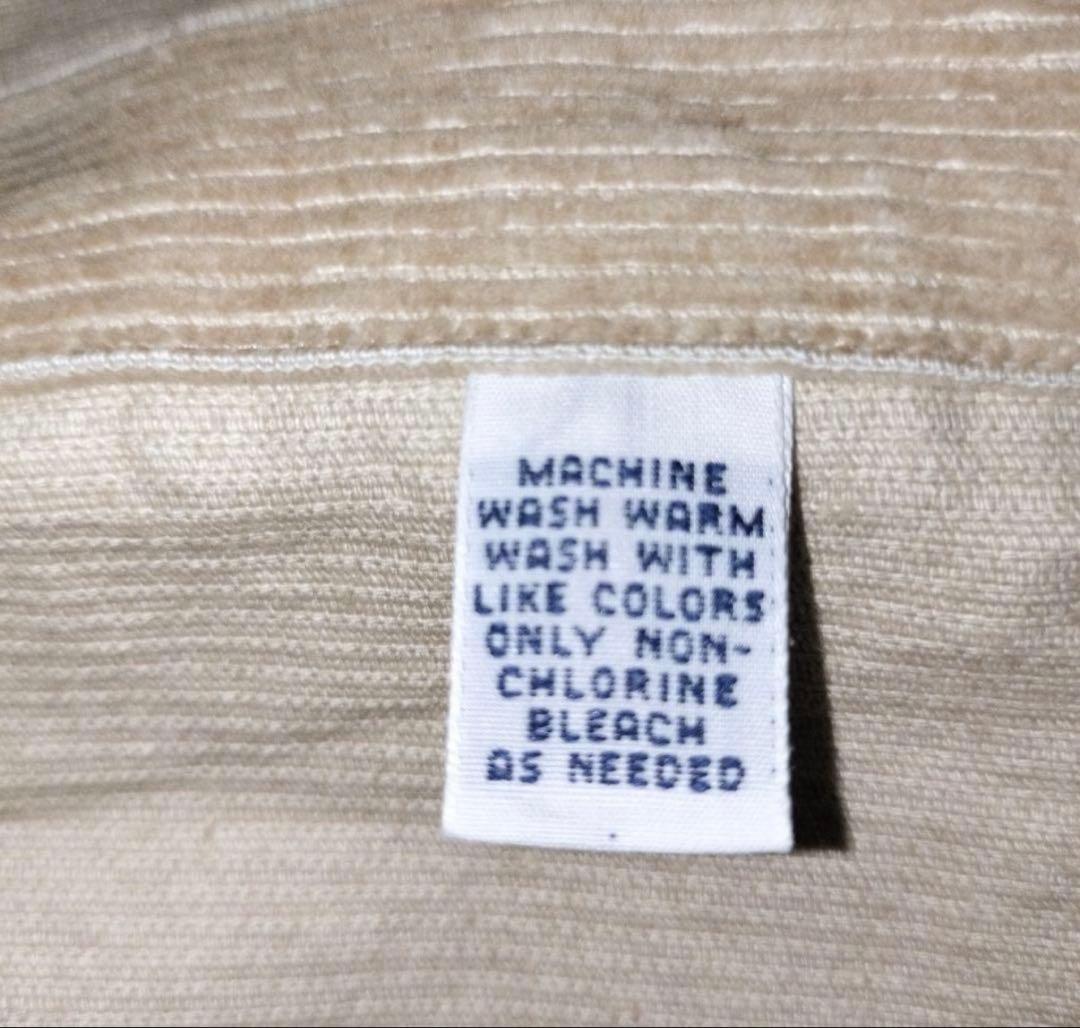 MACHINE
WASH WARM
WASH WITH
LIKE COLORS
ONLY NON-
CHLORINE
BLEACH
AS NEEDED